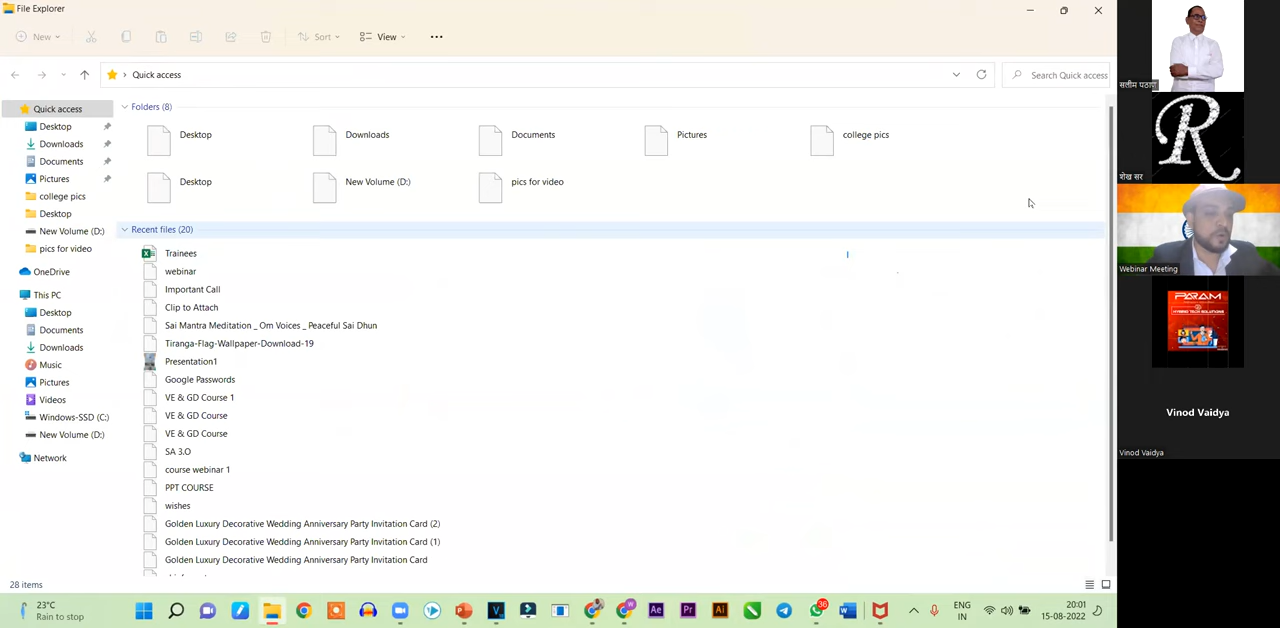 File Explorer
New
Sort
View
Quick access
Search Quick access
Quick access
Desktop
Downloads
Documents
Pictures
college pics
Desktop
New Volume (D:)
pics for video
OneDrive
This PC
Desktop
Documents
Downloads
Music
Pictures
Videos
Windows-SSD (C:)
New Volume (D:)
Network
Folders (8)
Desktop
Downloads
Documents
Pictures
college pics
Desktop
New Volume (D:)
pics for video
Recent files (20)
Trainees
webinar
Important Call
Clip to Attach
Sai Mantra Meditation _ Om Voices _ Peaceful Sai Dhun
Tiranga-Flag-Wallpaper-Download-19
Presentation1
Google Passwords
VE & GD Course 1
VE & GD Course
VE & GD Course
SA 3.O
course webinar 1
PPT COURSE
wishes
Golden Luxury Decorative Wedding Anniversary Party Invitation Card (2)
Golden Luxury Decorative Wedding Anniversary Party Invitation Card (1)
Golden Luxury Decorative Wedding Anniversary Party Invitation Card
28 items
23°C
Rain to stop
Ae
Pr
Ai
36
ENG
IN
20:01
15-08-2022
सलीम पठाण
R
शेख सर
Webinar Meeting
PARAM
HYBRID TECH SOLUTIONS
Vinod Vaidya
Vinod Vaidya